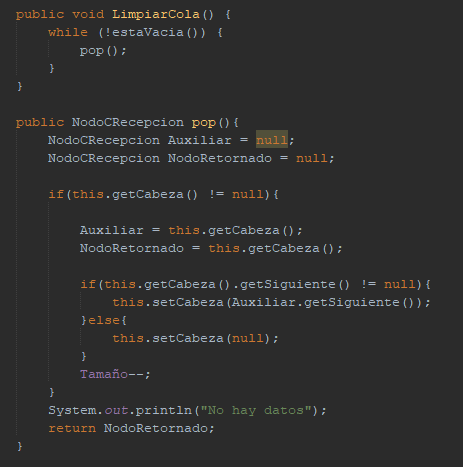 public void LimpiarCola() {
    while (!estaVacia()) {
        pop();
    }
}

public NodoCRecepcion pop(){
    NodoCRecepcion Auxiliar = null;
    NodoCRecepcion NodoRetornado = null;

    if(this.getCabeza() != null){

        Auxiliar = this.getCabeza();
        NodoRetornado = this.getCabeza();

        if(this.getCabeza().getSiguiente() != null){
            this.setCabeza(Auxiliar.getSiguiente());
        }else{
            this.setCabeza(null);
        }
        Tamaño--;
    }
    System.out.println("No hay datos");
    return NodoRetornado;
}